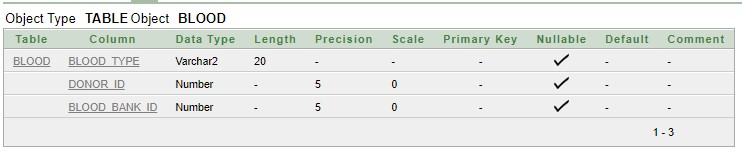 Object Type TABLE Object BLOOD
Table Column Data Type Length Precision Scale Primary Key Nullable Default Comment
BLOOD BLOOD_TYPE Varchar2 20 - - - ✓ - -
DONOR_ID Number - 5 0 - ✓ - -
BLOOD_BANK_ID Number - 5 0 - ✓ - -
1 - 3